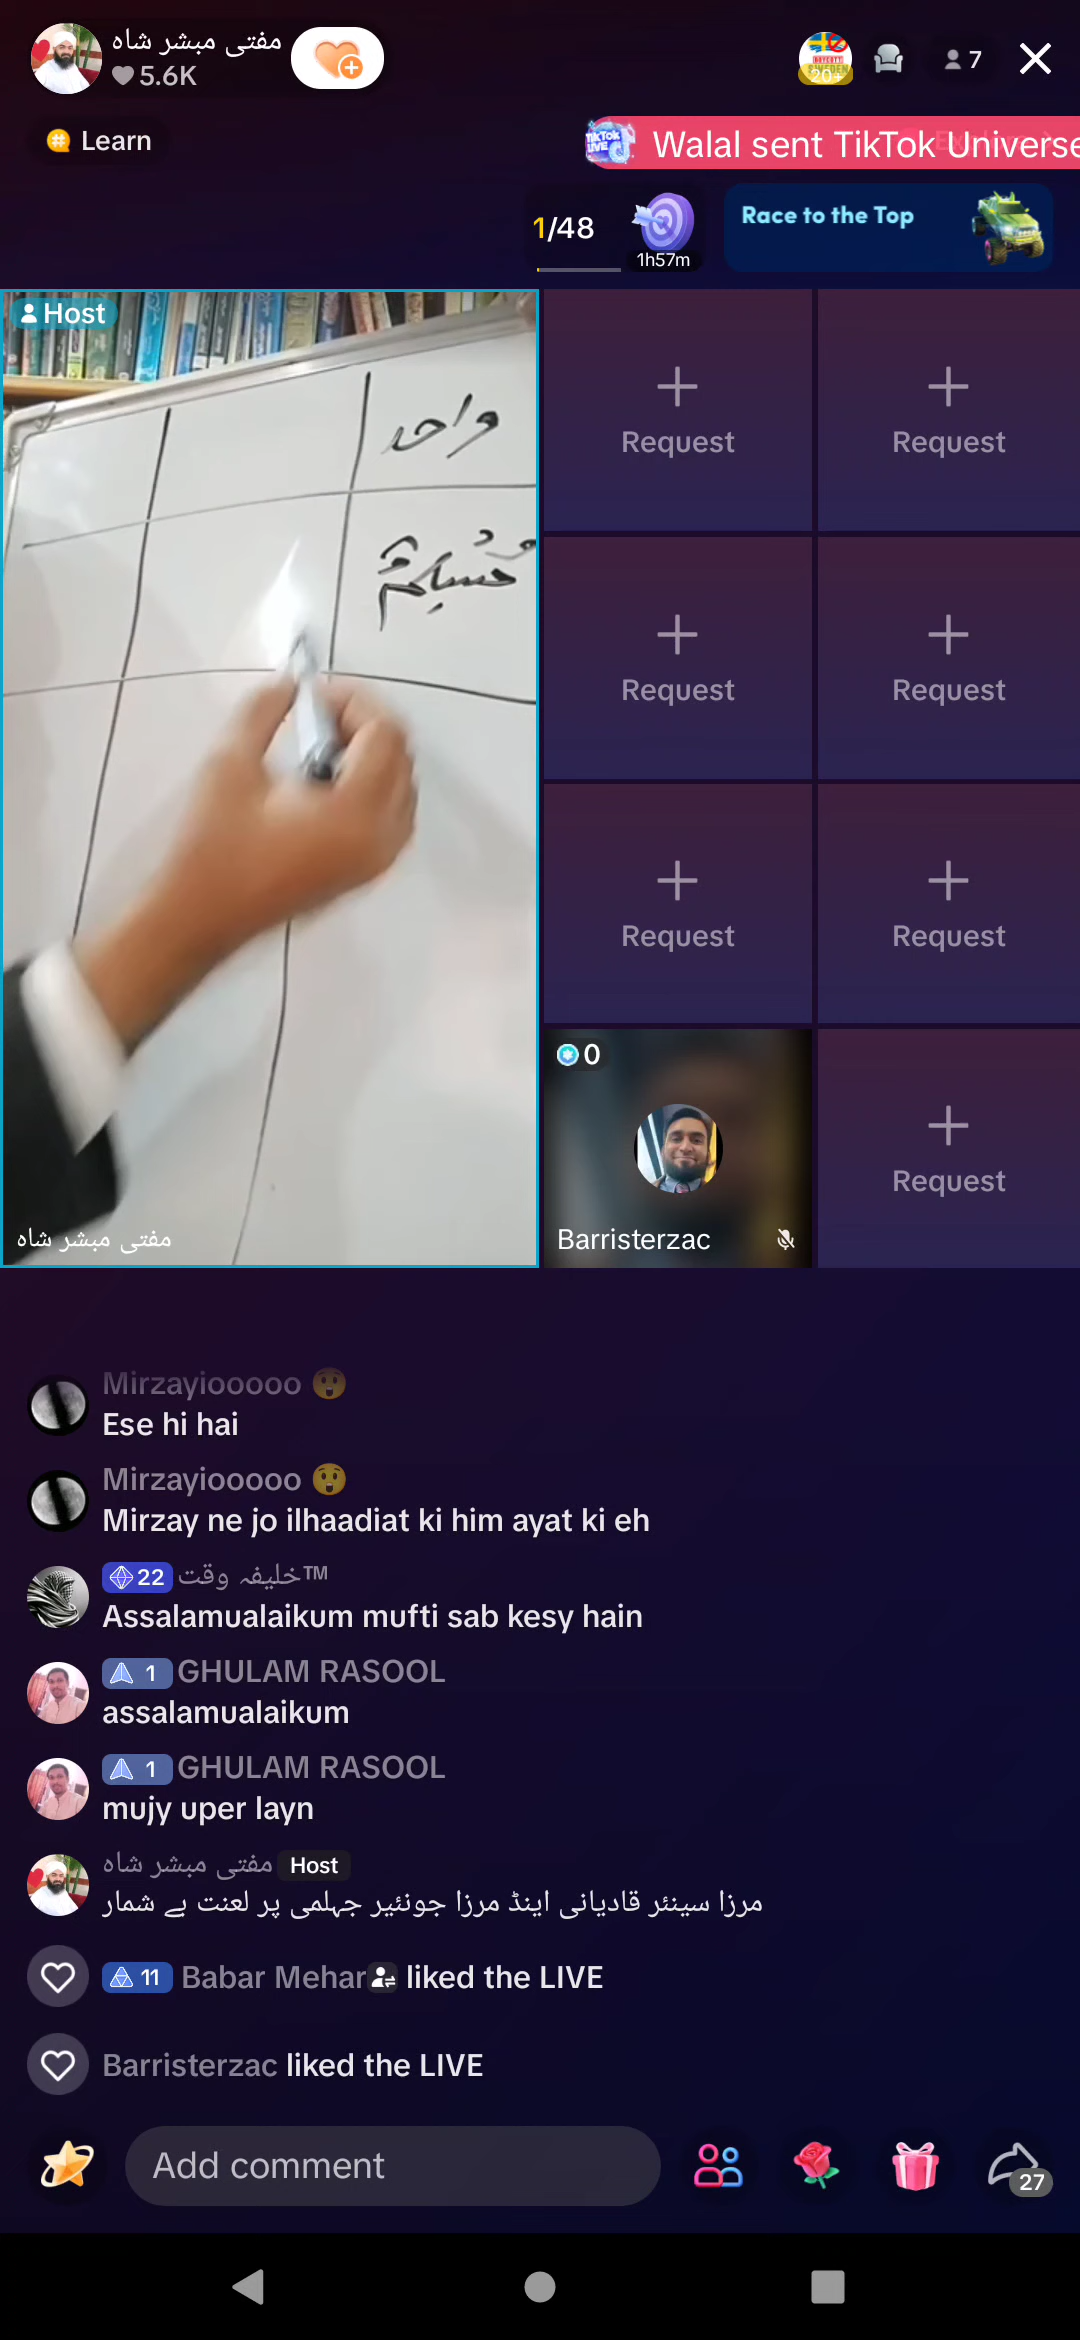 مفتی مبشر شاہ
5.6K
20+
7
Learn
Walal sent TikTok Universe
1/48
1h57m
Race to the Top
Host
واحد
مُسلِمٌ
مفتی مبشر شاہ
Request
Request
Request
Request
Request
Request
0
Barristerzac
Request
Mirzayiooooo 😲
Ese hi hai
Mirzayiooooo 😲
Mirzay ne jo ilhaadiat ki him ayat ki eh
22 خلیفہ وقت™
Assalamualaikum mufti sab kesy hain
1 GHULAM RASOOL
assalamualaikum
1 GHULAM RASOOL
mujy uper layn
مفتی مبشر شاہ Host
مرزا سینئر قادیانی اینڈ مرزا جونئیر جہلمی پر لعنت بے شمار
11 Babar Mehar liked the LIVE
Barristerzac liked the LIVE
Add comment
27